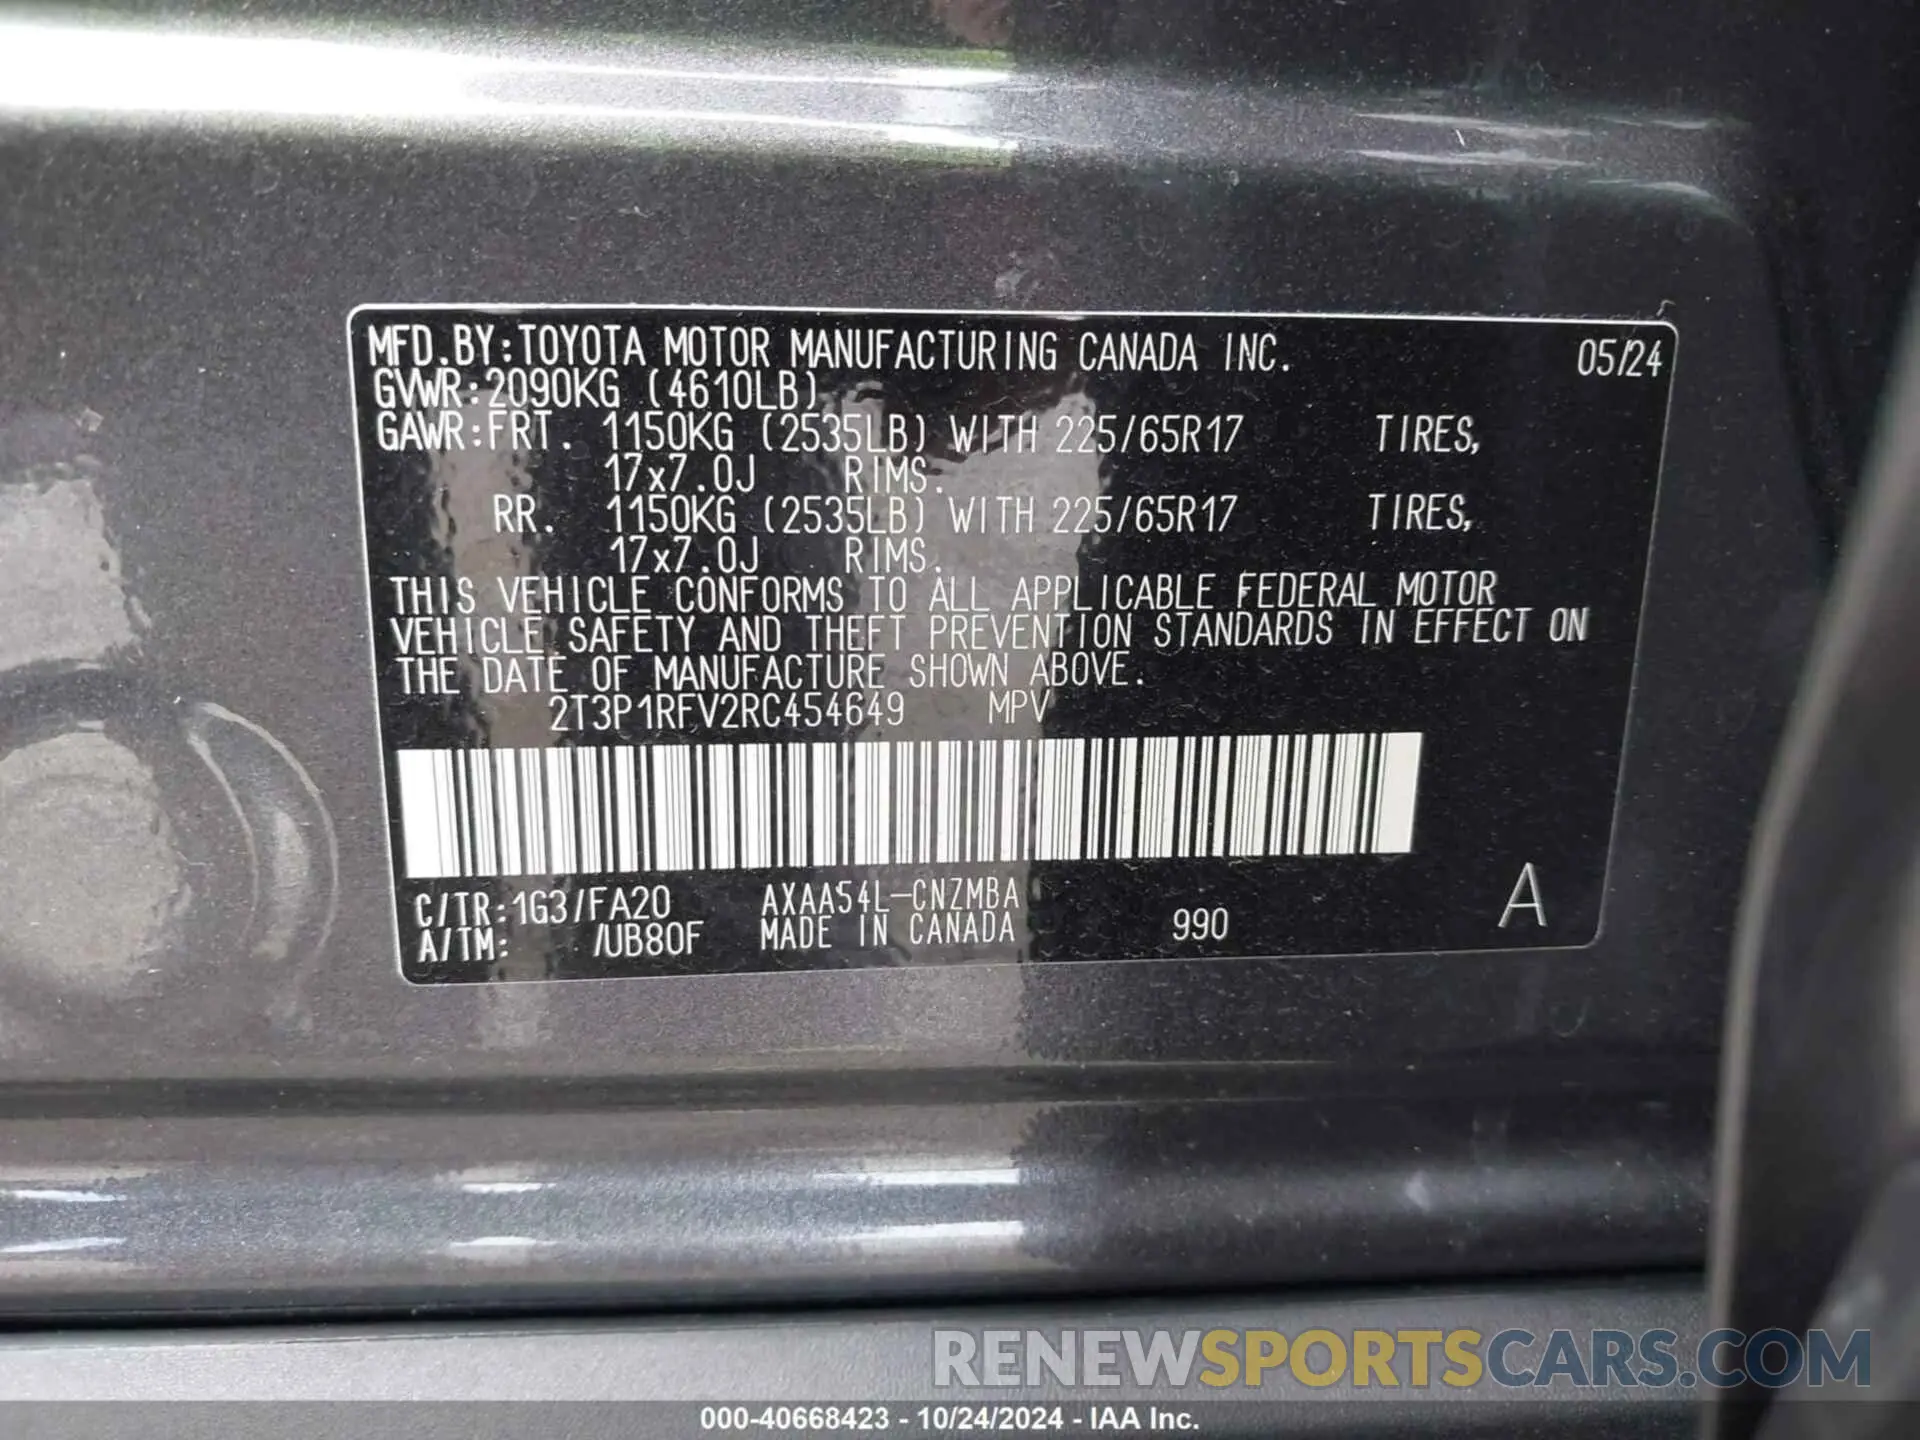 MFD.BY:TOYOTA MOTOR MANUFACTURING CANADA INC. 05/24
GVWR:2090KG (4610LB)
GAWR:FRT. 1150KG (2535LB) WITH 225/65R17 TIRES,
17x7.0J RIMS.
RR. 1150KG (2535LB) WITH 225/65R17 TIRES,
17x7.0J RIMS.
THIS VEHICLE CONFORMS TO ALL APPLICABLE FEDERAL MOTOR
VEHICLE SAFETY AND THEFT PREVENTION STANDARDS IN EFFECT ON
THE DATE OF MANUFACTURE SHOWN ABOVE.
2T3P1RFV2RC454649 MPV
C/TR:1G3/FA20 AXAA54L-CNZMBA
A/TM: /UB80F MADE IN CANADA 990 A
RENEWSPORTSCARS.COM
000-40668423 - 10/24/2024 - IAA Inc.